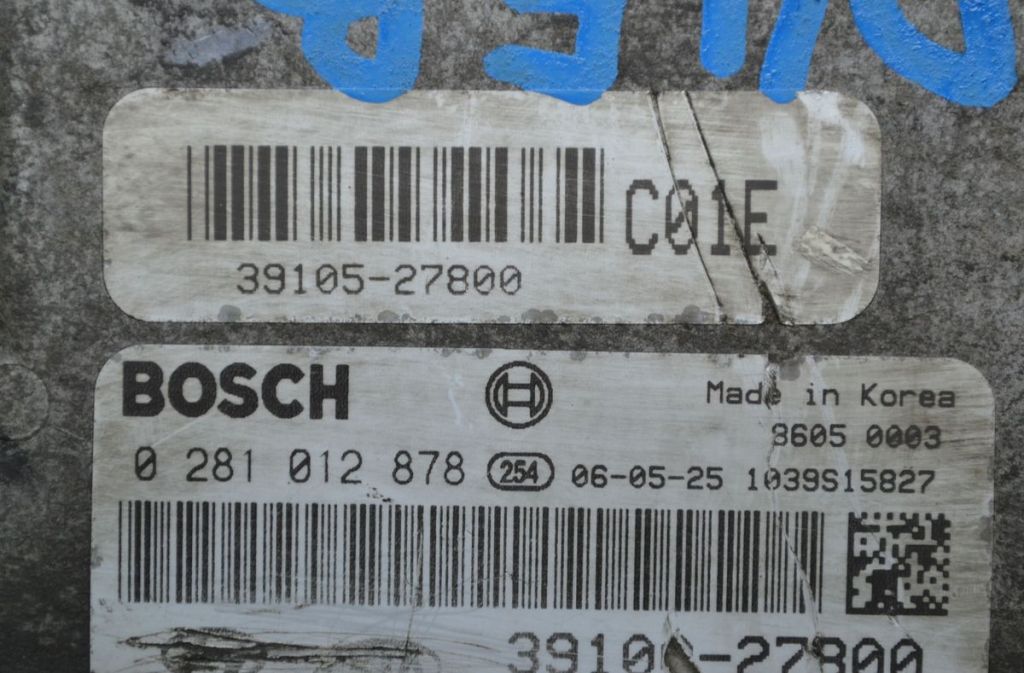 C01E
39105-27800
BOSCH
Made in Korea
8605 0003
0 281 012 878 254 06-05-25 1039S15827